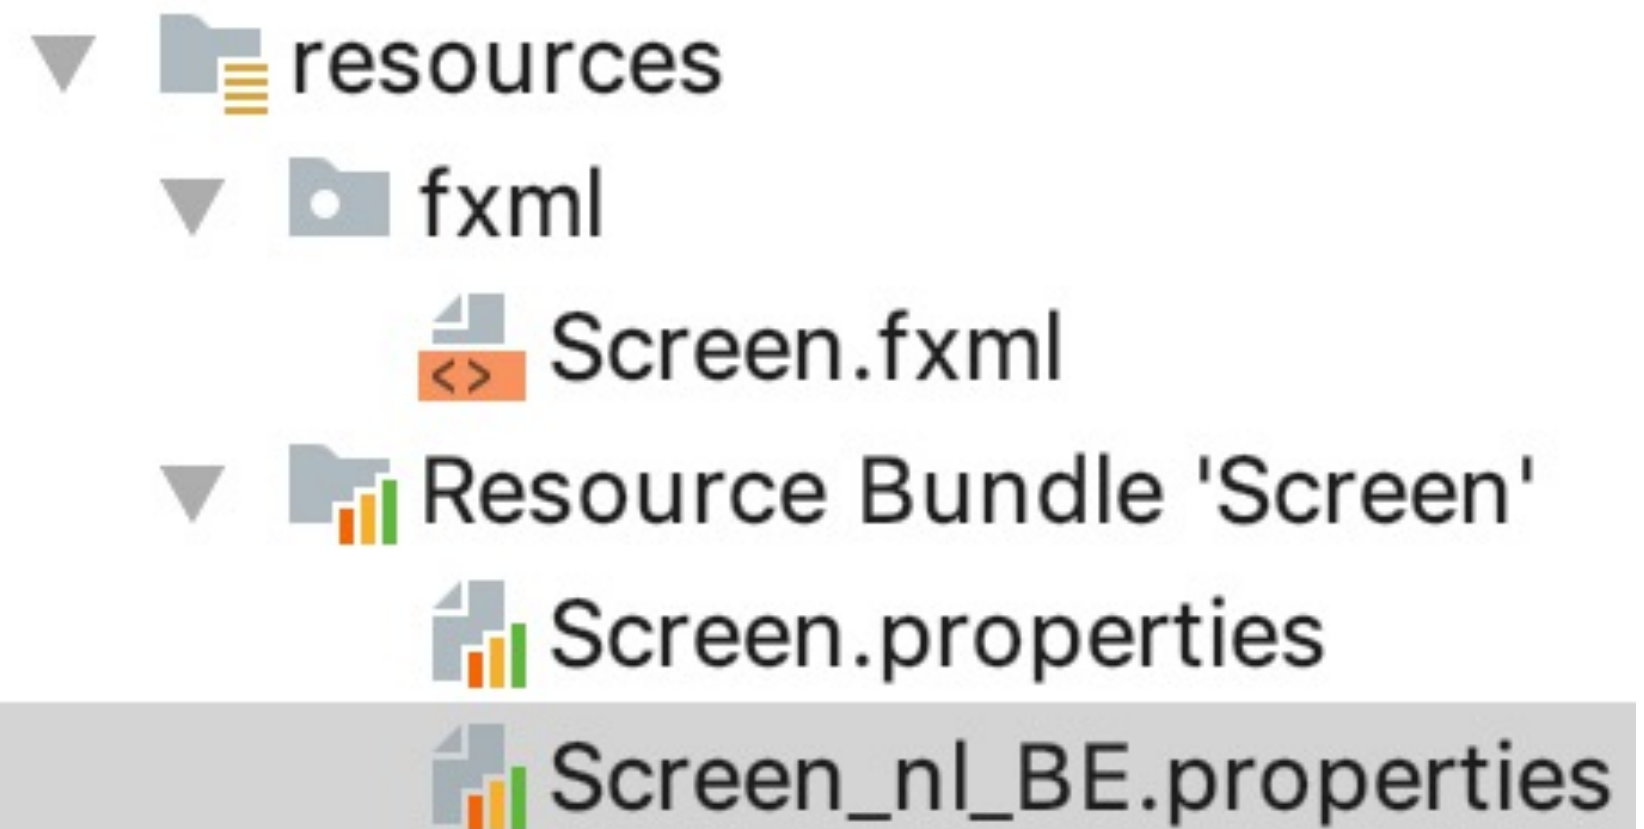 resources
fxml
<>
Screen.fxml
Resource Bundle 'Screen'
Screen.properties
Screen_nl_BE.properties